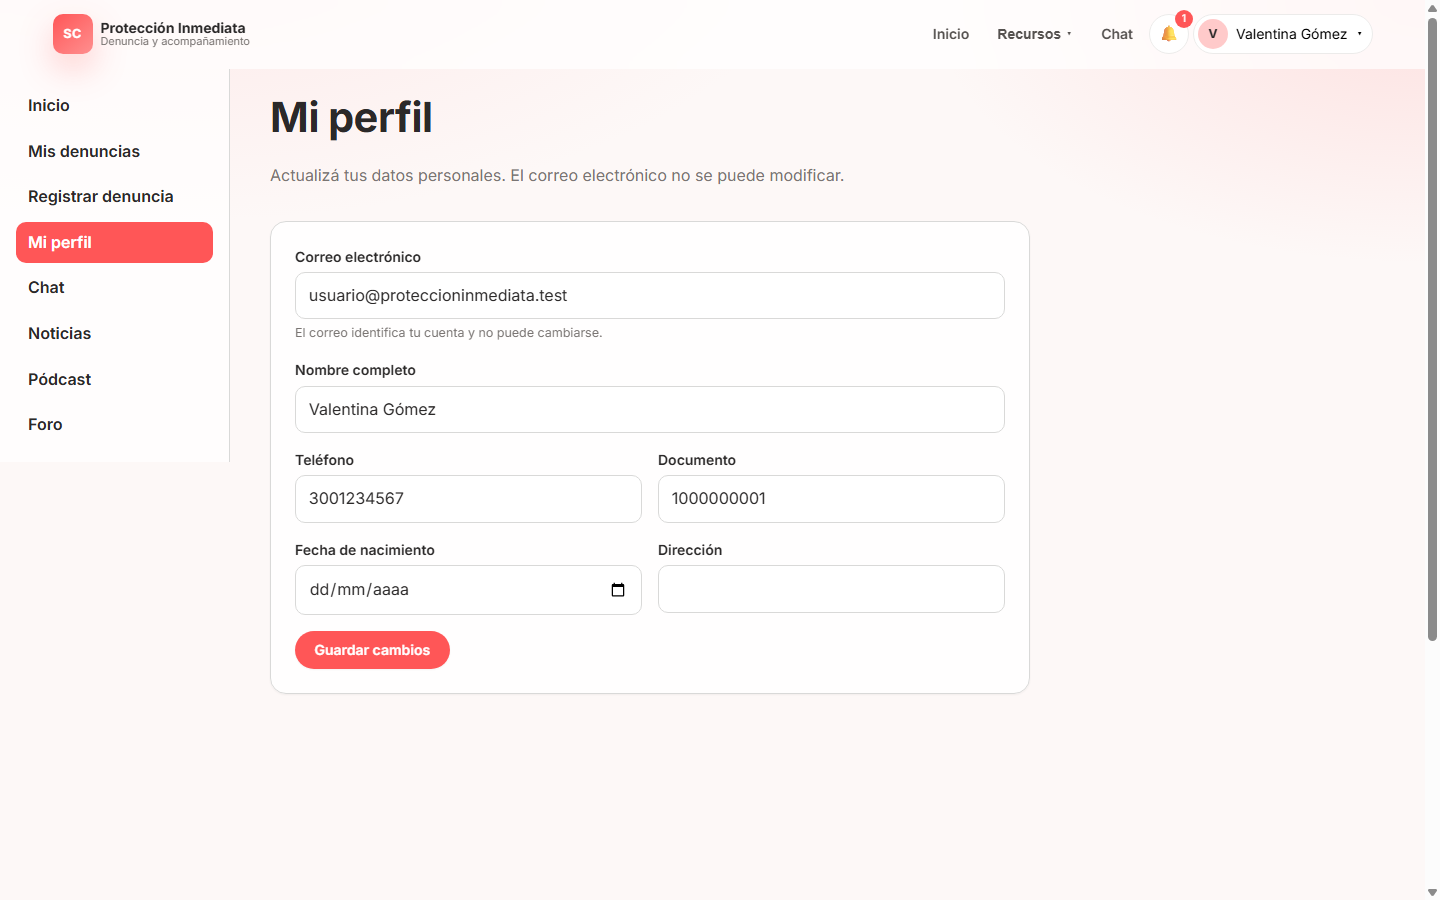 SC
Protección Inmediata
Denuncia y acompañamiento
Inicio
Recursos
Chat
1
V
Valentina Gómez
Inicio
Mis denuncias
Registrar denuncia
Mi perfil
Chat
Noticias
Pódcast
Foro
Mi perfil
Actualizá tus datos personales. El correo electrónico no se puede modificar.
Correo electrónico
usuario@proteccioninmediata.test
El correo identifica tu cuenta y no puede cambiarse.
Nombre completo
Valentina Gómez
Teléfono
Documento
3001234567
1000000001
Fecha de nacimiento
Dirección
dd/mm/aaaa
Guardar cambios